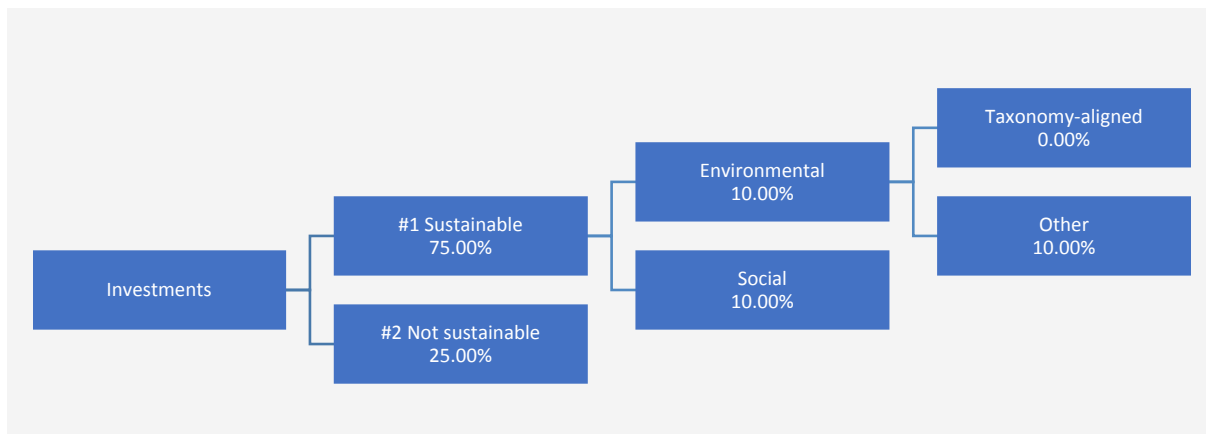 Investments
#1 Sustainable
75.00%
#2 Not sustainable
25.00%
Environmental
10.00%
Social
10.00%
Taxonomy-aligned
0.00%
Other
10.00%